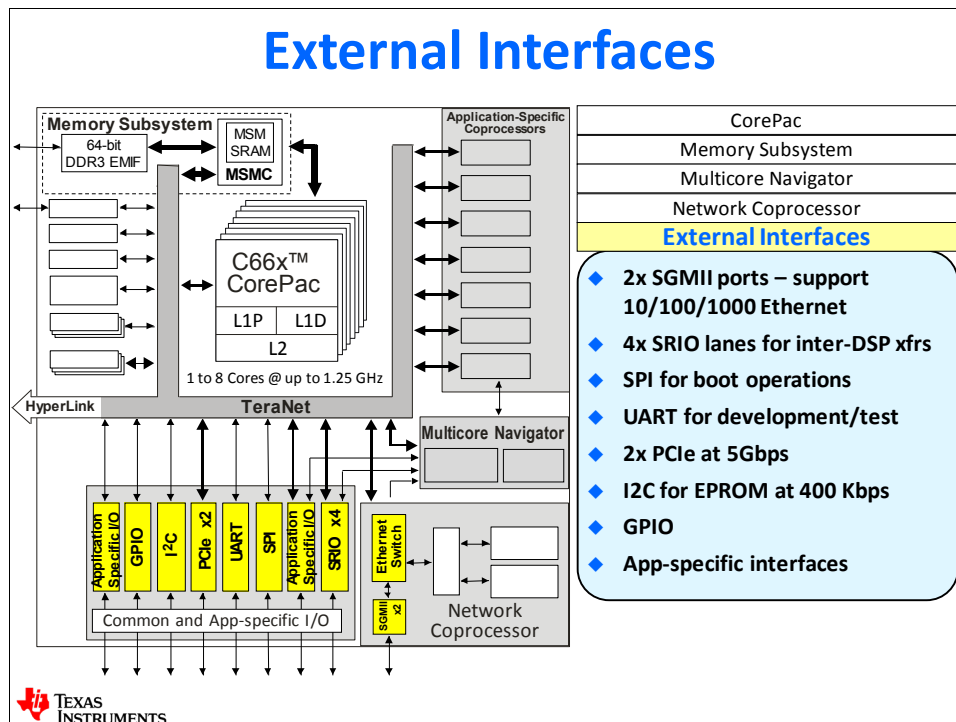 External Interfaces
Memory Subsystem
64-bit
DDR3 EMIF
MSM
SRAM
MSMC
Application-Specific
Coprocessors
C66x™
CorePac
L1P
L1D
L2
1 to 8 Cores @ up to 1.25 GHz
HyperLink
TeraNet
Multicore Navigator
Application
Specific I/O
GPIO
I²C
PCIe x2
UART
SPI
Application
Specific I/O
SRIO x4
Common and App-specific I/O
Ethernet
Switch
SGMII
x2
Network
Coprocessor
CorePac
Memory Subsystem
Multicore Navigator
Network Coprocessor
External Interfaces
◆ 2x SGMII ports – support
10/100/1000 Ethernet
◆ 4x SRIO lanes for inter-DSP xfrs
◆ SPI for boot operations
◆ UART for development/test
◆ 2x PCIe at 5Gbps
◆ I2C for EPROM at 400 Kbps
◆ GPIO
◆ App-specific interfaces
TEXAS
INSTRUMENTS